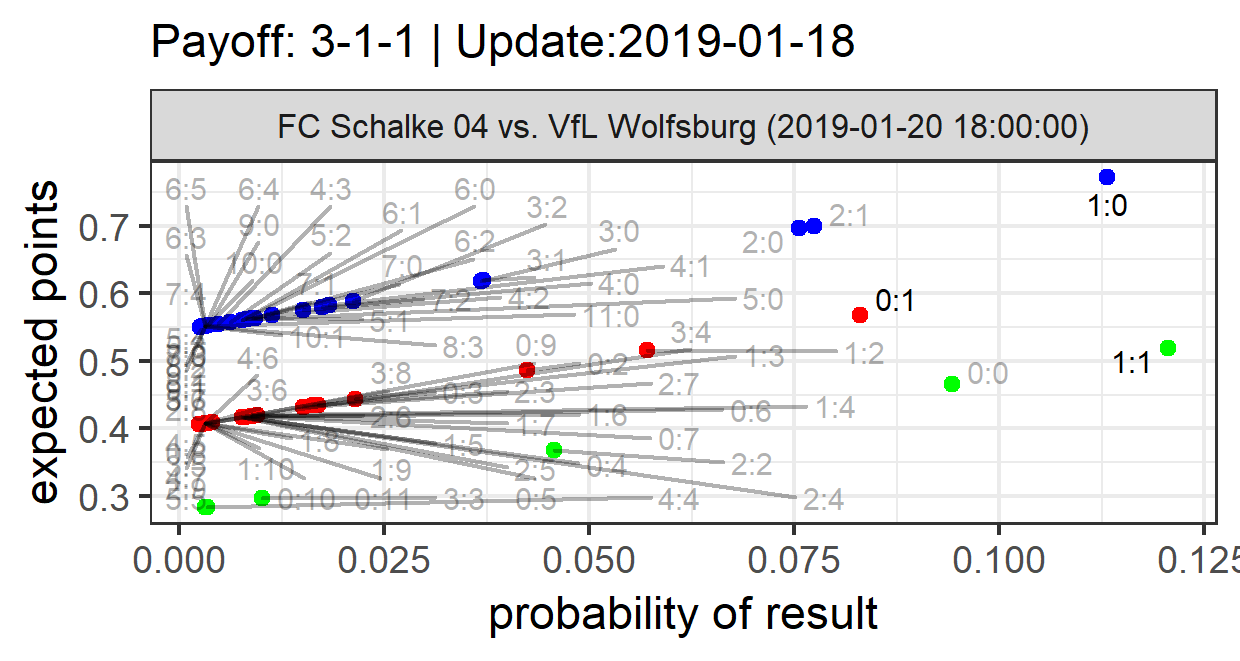 Payoff: 3-1-1 | Update:2019-01-18
FC Schalke 04 vs. VfL Wolfsburg (2019-01-20 18:00:00)
expected points
0.7
0.6
0.5
0.4
0.3
6:5 6:4 4:3 6:0
6:1 3:2
9:0
6:3 5:2 6:2 3:0
2:1
2:0
1:0
10:0 7:0 3:1 4:1
7:4 7:1 4:0
7:2 4:2 5:0
11:0
5:1
10:1
8:3
0:1
3:4
0:9 1:3 1:2
4:6 0:2
1:1
0:0
3:8
3:6 0:3 2:3 2:7
2:6 1:6 0:6 1:4
1:7
1:8 1:5 0:7
1:10 1:9 2:5 0:4 2:2
5:5 0:10 0:11 3:3 0:5 4:4 2:4
0.000 0.025 0.050 0.075 0.100 0.125
probability of result